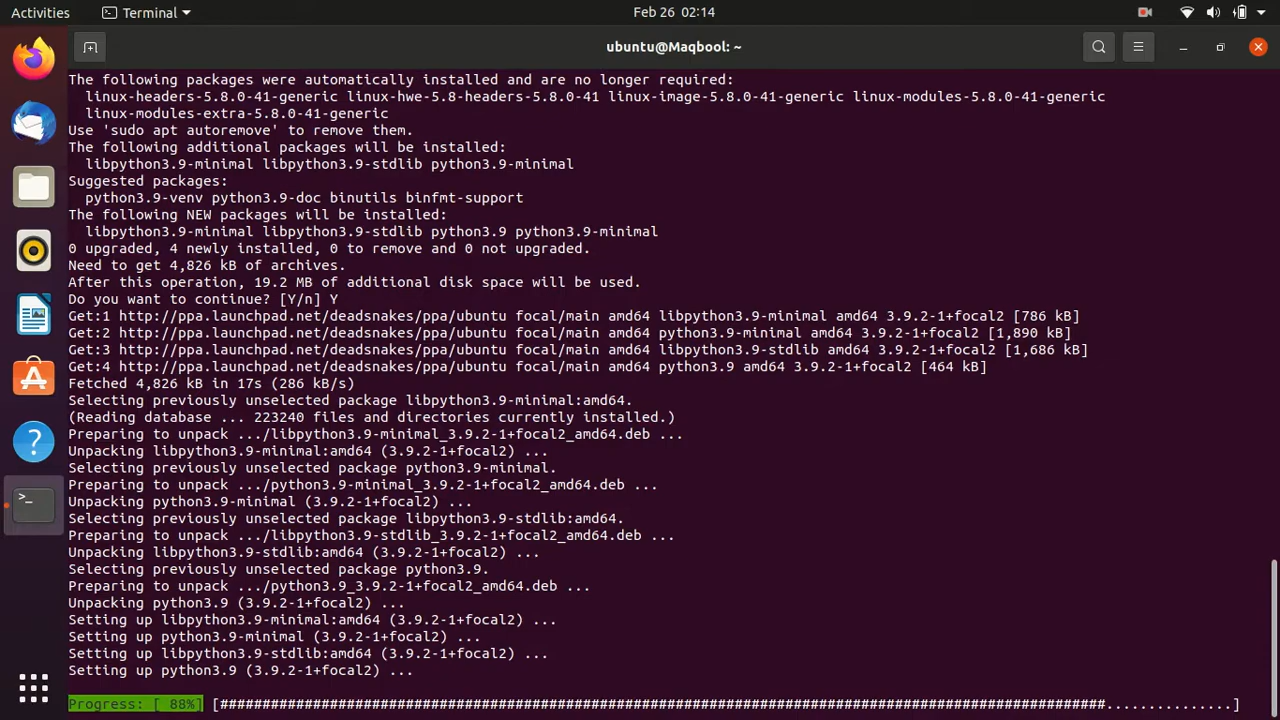 Activities
Terminal
Feb 26 02:14
ubuntu@Maqbool: ~
The following packages were automatically installed and are no longer required:
linux-headers-5.8.0-41-generic linux-hwe-5.8-headers-5.8.0-41 linux-image-5.8.0-41-generic linux-modules-5.8.0-41-generic
linux-modules-extra-5.8.0-41-generic
Use 'sudo apt autoremove' to remove them.
The following additional packages will be installed:
libpython3.9-minimal libpython3.9-stdlib python3.9-minimal
Suggested packages:
python3.9-venv python3.9-doc binutils binfmt-support
The following NEW packages will be installed:
libpython3.9-minimal libpython3.9-stdlib python3.9 python3.9-minimal
0 upgraded, 4 newly installed, 0 to remove and 0 not upgraded.
Need to get 4,826 kB of archives.
After this operation, 19.2 MB of additional disk space will be used.
Do you want to continue? [Y/n] Y
Get:1 http://ppa.launchpad.net/deadsnakes/ppa/ubuntu focal/main amd64 libpython3.9-minimal amd64 3.9.2-1+focal2 [786 kB]
Get:2 http://ppa.launchpad.net/deadsnakes/ppa/ubuntu focal/main amd64 python3.9-minimal amd64 3.9.2-1+focal2 [1,890 kB]
Get:3 http://ppa.launchpad.net/deadsnakes/ppa/ubuntu focal/main amd64 libpython3.9-stdlib amd64 3.9.2-1+focal2 [1,686 kB]
Get:4 http://ppa.launchpad.net/deadsnakes/ppa/ubuntu focal/main amd64 python3.9 amd64 3.9.2-1+focal2 [464 kB]
Fetched 4,826 kB in 17s (286 kB/s)
Selecting previously unselected package libpython3.9-minimal:amd64.
(Reading database ... 223240 files and directories currently installed.)
Preparing to unpack .../libpython3.9-minimal_3.9.2-1+focal2_amd64.deb ...
Unpacking libpython3.9-minimal:amd64 (3.9.2-1+focal2) ...
Selecting previously unselected package python3.9-minimal.
Preparing to unpack .../python3.9-minimal_3.9.2-1+focal2_amd64.deb ...
Unpacking python3.9-minimal (3.9.2-1+focal2) ...
Selecting previously unselected package libpython3.9-stdlib:amd64.
Preparing to unpack .../libpython3.9-stdlib_3.9.2-1+focal2_amd64.deb ...
Unpacking libpython3.9-stdlib:amd64 (3.9.2-1+focal2) ...
Selecting previously unselected package python3.9.
Preparing to unpack .../python3.9_3.9.2-1+focal2_amd64.deb ...
Unpacking python3.9 (3.9.2-1+focal2) ...
Setting up libpython3.9-minimal:amd64 (3.9.2-1+focal2) ...
Setting up python3.9-minimal (3.9.2-1+focal2) ...
Setting up libpython3.9-stdlib:amd64 (3.9.2-1+focal2) ...
Setting up python3.9 (3.9.2-1+focal2) ...
Progress: [ 88%] [#########################################################################################################...............]